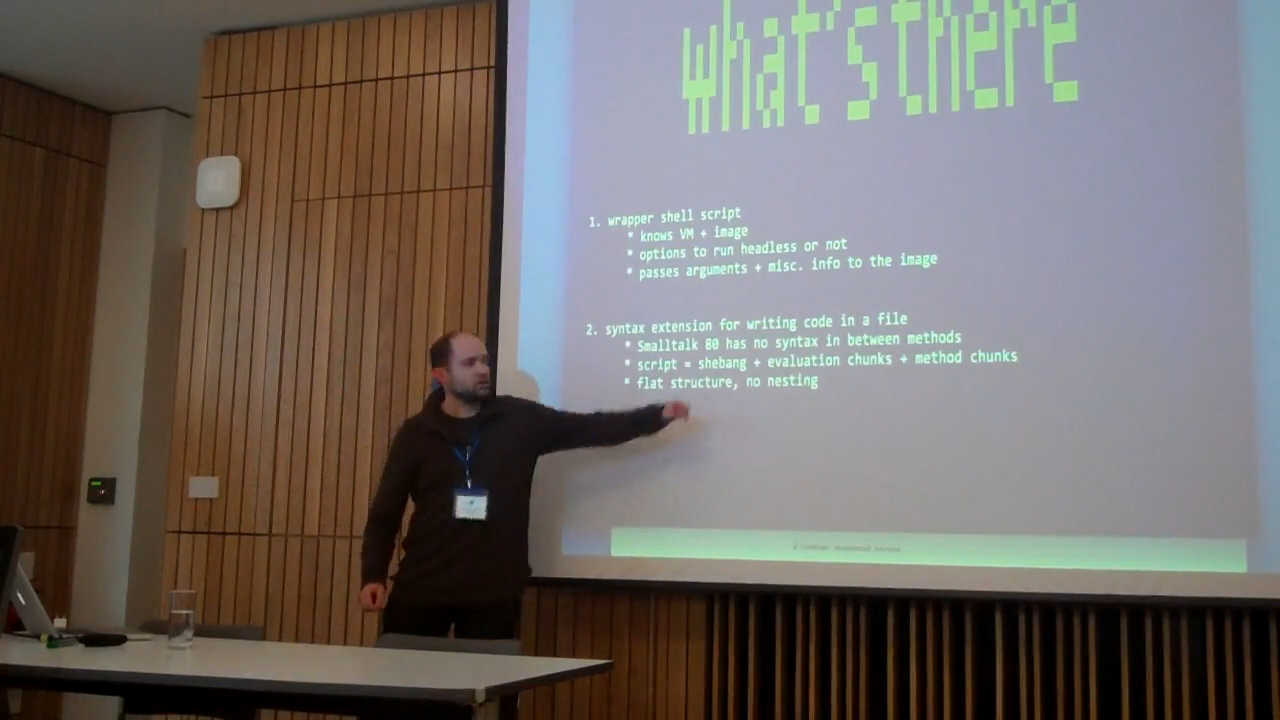 what's there
1. wrapper shell script
* knows VM + image
* options to run headless or not
* passes arguments + misc. info to the image
2. syntax extension for writing code in a file
* Smalltalk 80 has no syntax in between methods
* script = shebang + evaluation chunks + method chunks
* flat structure, no nesting